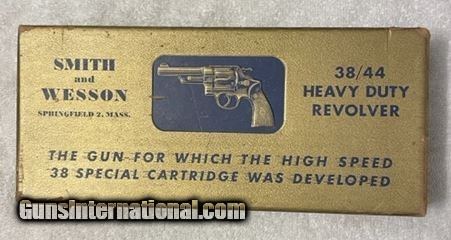 SMITH
and
WESSON
SPRINGFIELD 2, MASS.
38/44
HEAVY DUTY
REVOLVER
THE GUN FOR WHICH THE HIGH SPEED
38 SPECIAL CARTRIDGE WAS DEVELOPED
GunsInternational.com